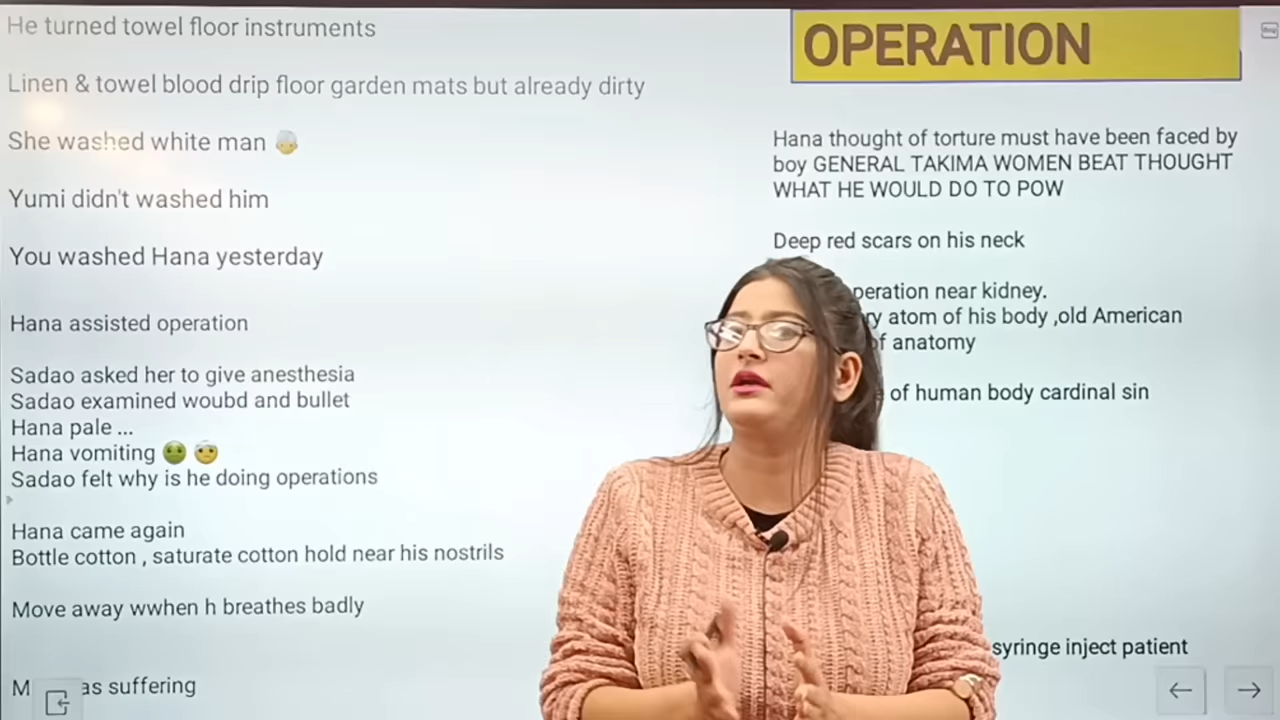 He turned towel floor instruments
Linen & towel blood drip floor garden mats but already dirty
She washed white man
Yumi didn't washed him
You washed Hana yesterday
Hana assisted operation
Sadao asked her to give anesthesia
Sadao examined woubd and bullet
Hana pale ...
Hana vomiting
Sadao felt why is he doing operations
Hana came again
Bottle cotton , saturate cotton hold near his nostrils
Move away wwhen h breathes badly
as suffering
OPERATION
Hana thought of torture must have been faced by
boy GENERAL TAKIMA WOMEN BEAT THOUGHT
WHAT HE WOULD DO TO POW
Deep red scars on his neck
near kidney.
atom of his body ,old American
anatomy
of human body cardinal sin
syringe inject patient